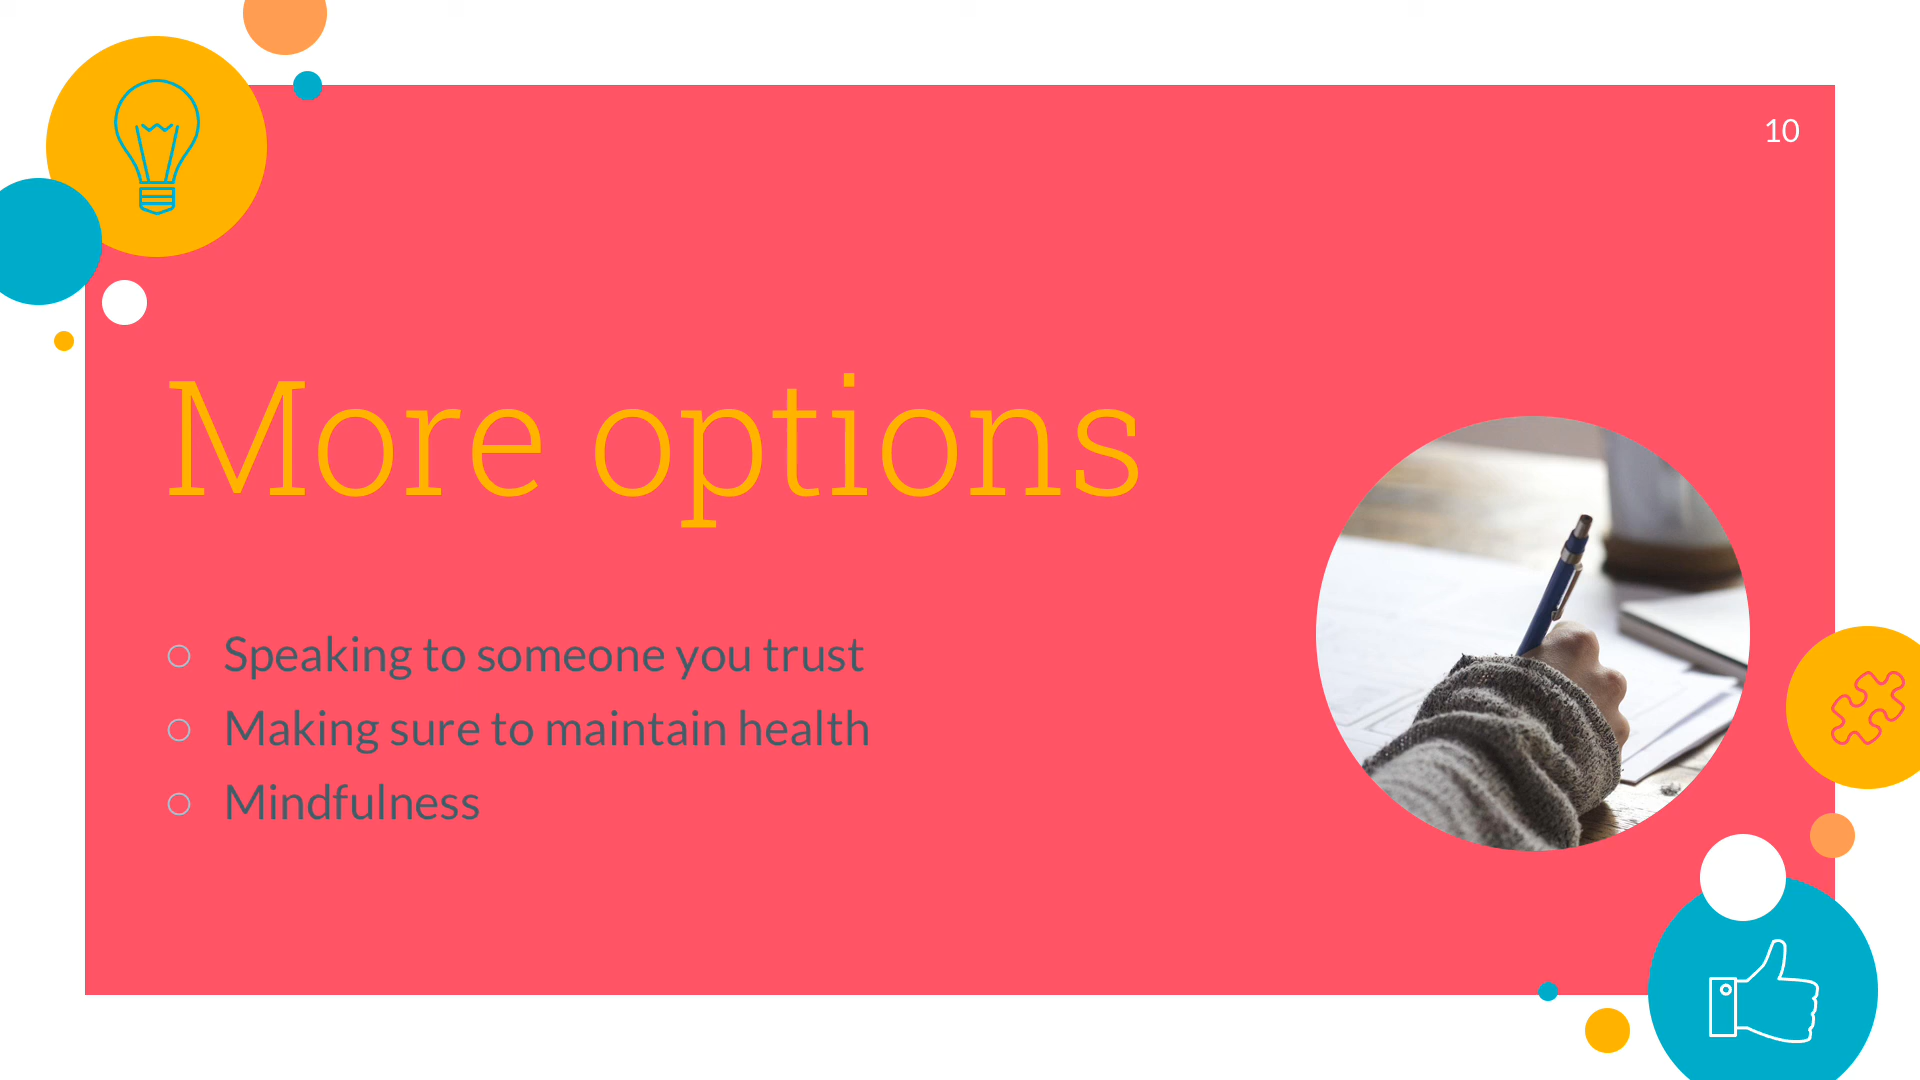 10
More options
Speaking to someone you trust
Making sure to maintain health
Mindfulness